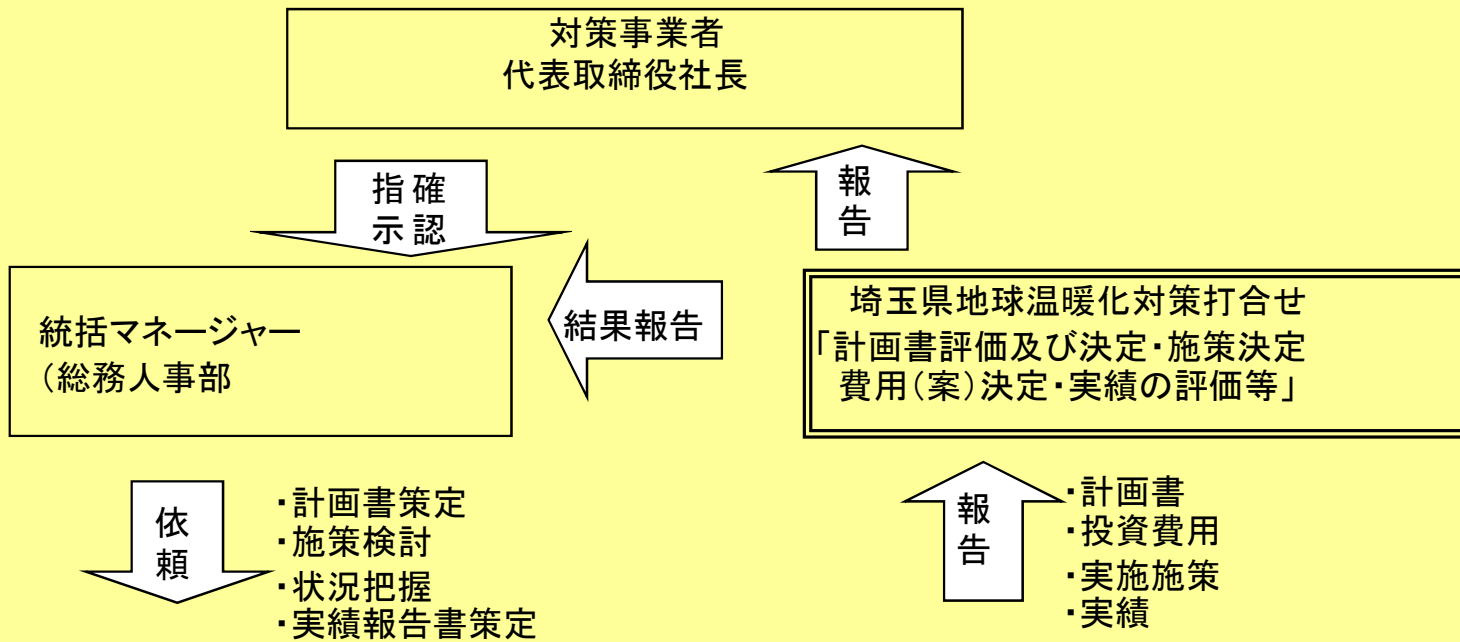 対策事業者
代表取締役社長
指確
示認
報
告
統括マネージャー
(総務人事部
結果報告
埼玉県地球温暖化対策打合せ
「計画書評価及び決定・施策決定
費用(案)決定・実績の評価等」
依
頼
・計画書策定
・施策検討
・状況把握
・実績報告書策定
報
告
・計画書
・投資費用
・実施施策
・実績